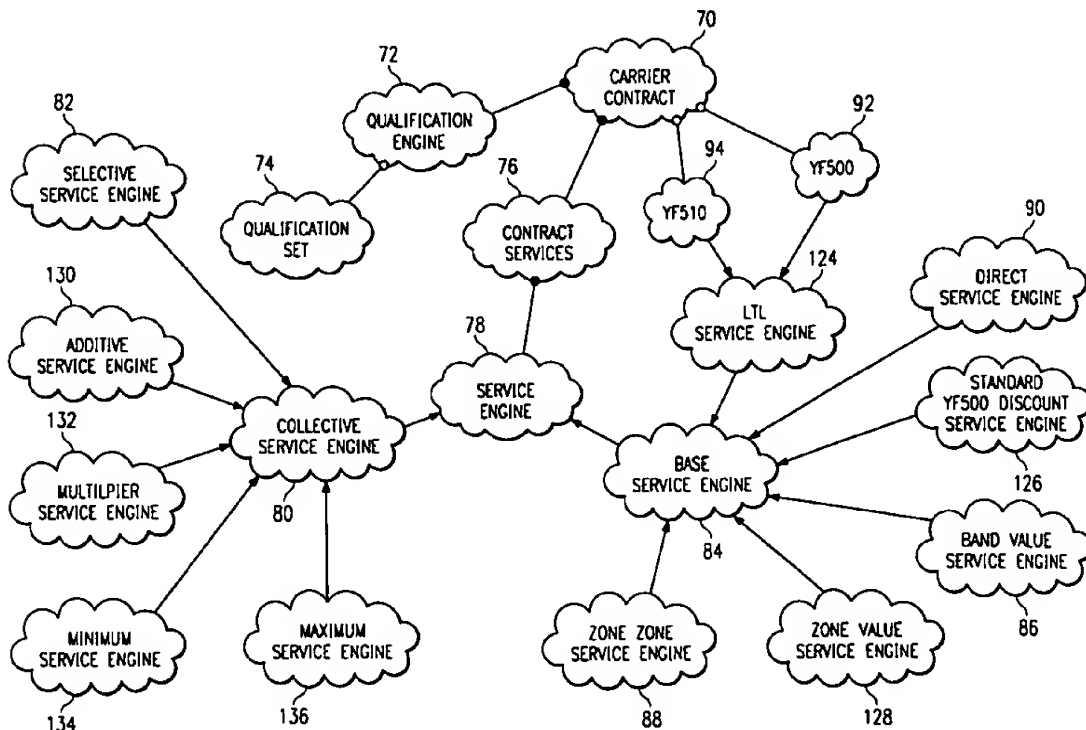 70
CARRIER
CONTRACT
72
QUALIFICATION
ENGINE
82
SELECTIVE
SERVICE ENGINE
74
QUALIFICATION
SET
76
CONTRACT
SERVICES
94
YF510
92
YF500
90
DIRECT
SERVICE ENGINE
124
LTL
SERVICE ENGINE
130
ADDITIVE
SERVICE ENGINE
78
SERVICE
ENGINE
STANDARD
YF500 DISCOUNT
SERVICE ENGINE
126
COLLECTIVE
SERVICE ENGINE
80
132
MULTILPIER
SERVICE ENGINE
BASE
SERVICE ENGINE
84
BAND VALUE
SERVICE ENGINE
86
MINIMUM
SERVICE ENGINE
134
MAXIMUM
SERVICE ENGINE
136
ZONE ZONE
SERVICE ENGINE
88
ZONE VALUE
SERVICE ENGINE
128